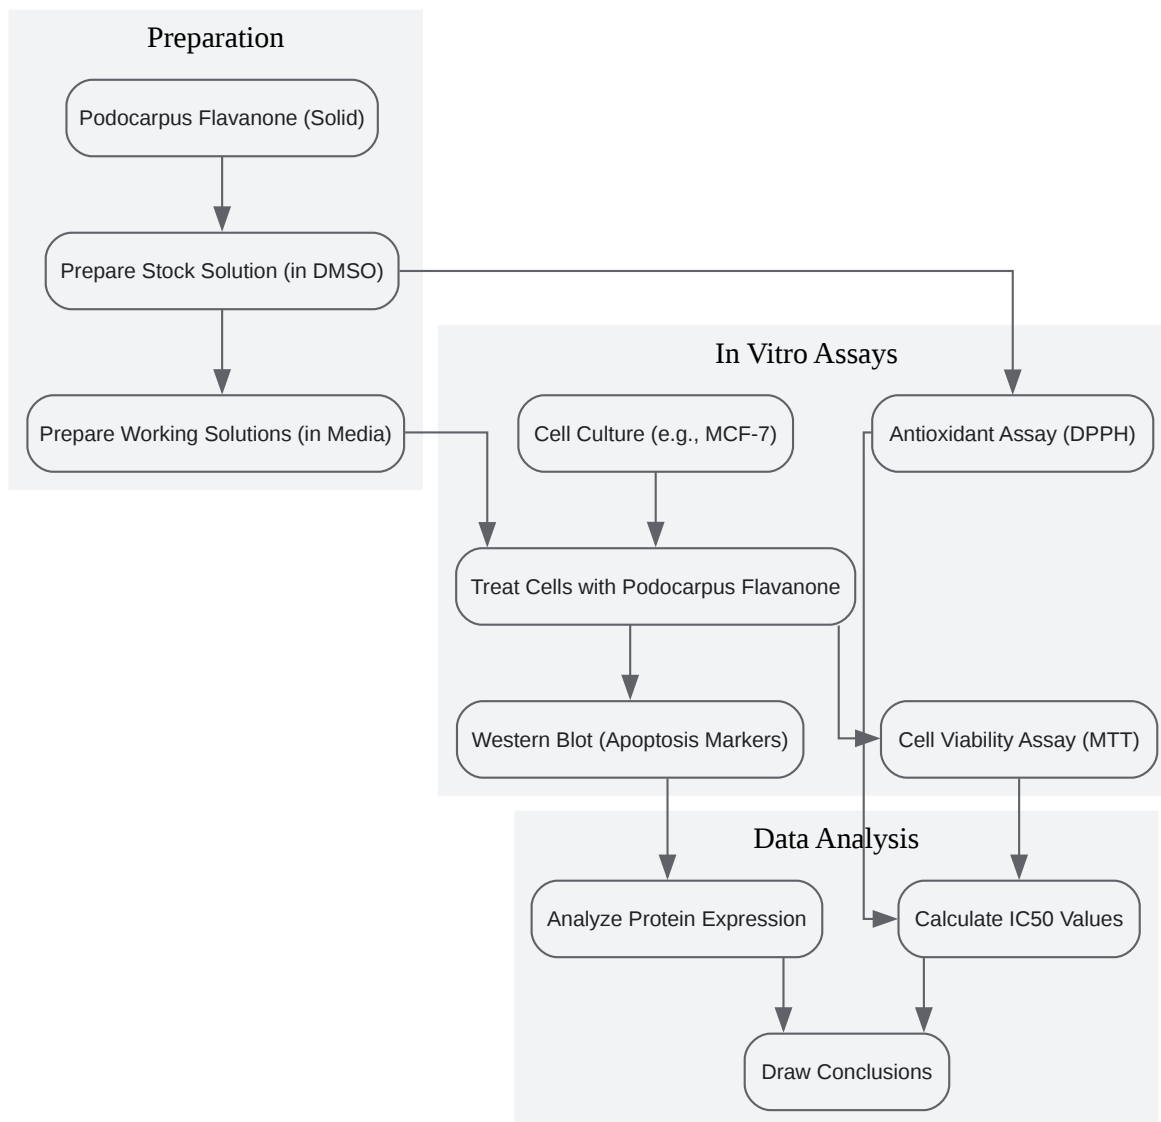 Preparation
Podocarpus Flavanone (Solid)
Prepare Stock Solution (in DMSO)
Prepare Working Solutions (in Media)
In Vitro Assays
Cell Culture (e.g., MCF-7)
Antioxidant Assay (DPPH)
Treat Cells with Podocarpus Flavanone
Western Blot (Apoptosis Markers)
Cell Viability Assay (MTT)
Data Analysis
Analyze Protein Expression
Calculate IC50 Values
Draw Conclusions